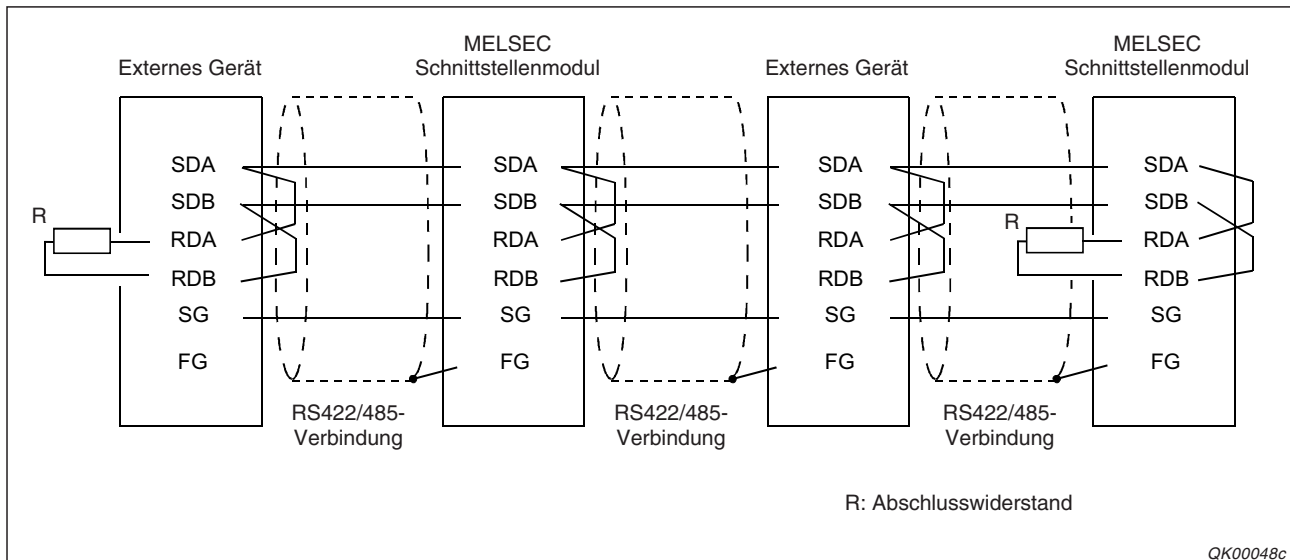 Externes Gerät
MELSEC
Schnittstellenmodul
Externes Gerät
MELSEC
Schnittstellenmodul
SDA
SDB
RDA
RDB
SG
FG
SDA
SDB
RDA
RDB
SG
FG
SDA
SDB
RDA
RDB
SG
FG
SDA
SDB
RDA
RDB
SG
FG
R
R
RS422/485-
Verbindung
RS422/485-
Verbindung
RS422/485-
Verbindung
R: Abschlusswiderstand
QK00048c